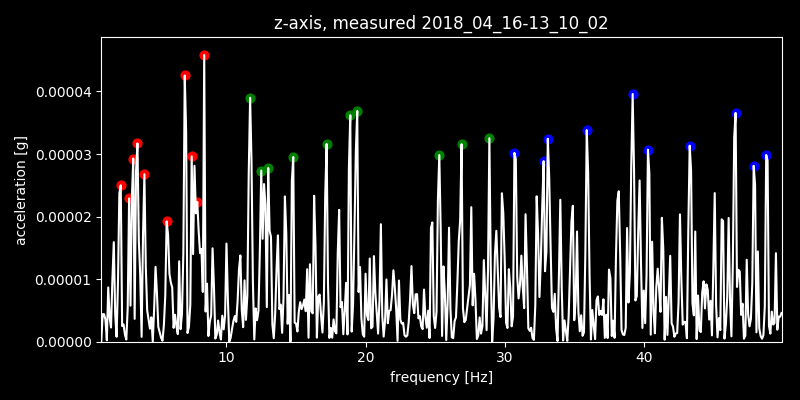 z-axis, measured 2018_04_16-13_10_02
0.00004
0.00003
0.00002
0.00001
0.00000
acceleration [g]
10 20 30 40
frequency [Hz]